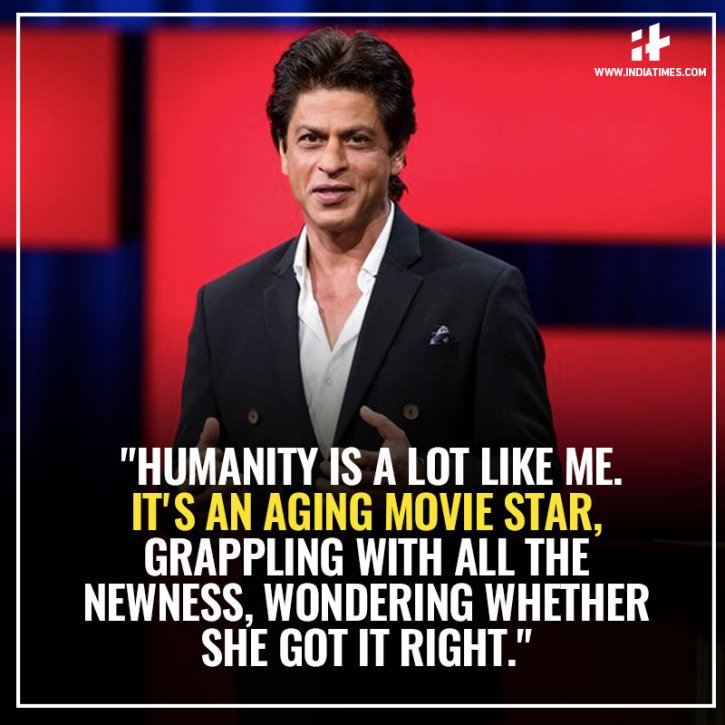 WWW.INDIATIMES.COM
"HUMANITY IS A LOT LIKE ME.
IT'S AN AGING MOVIE STAR,
GRAPPLING WITH ALL THE
NEWNESS, WONDERING WHETHER
SHE GOT IT RIGHT."